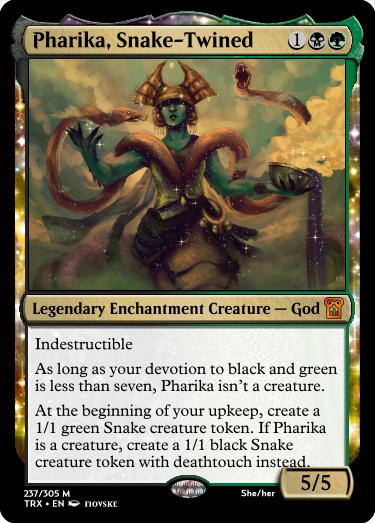 Pharika, Snake-Twined 1
Legendary Enchantment Creature — God
Indestructible
As long as your devotion to black and green
is less than seven, Pharika isn't a creature.
At the beginning of your upkeep, create a
1/1 green Snake creature token. If Pharika
is a creature, create a 1/1 black Snake
creature token with deathtouch instead.
5/5
237/305 M
She/her
TRX • EN FIOVSKE